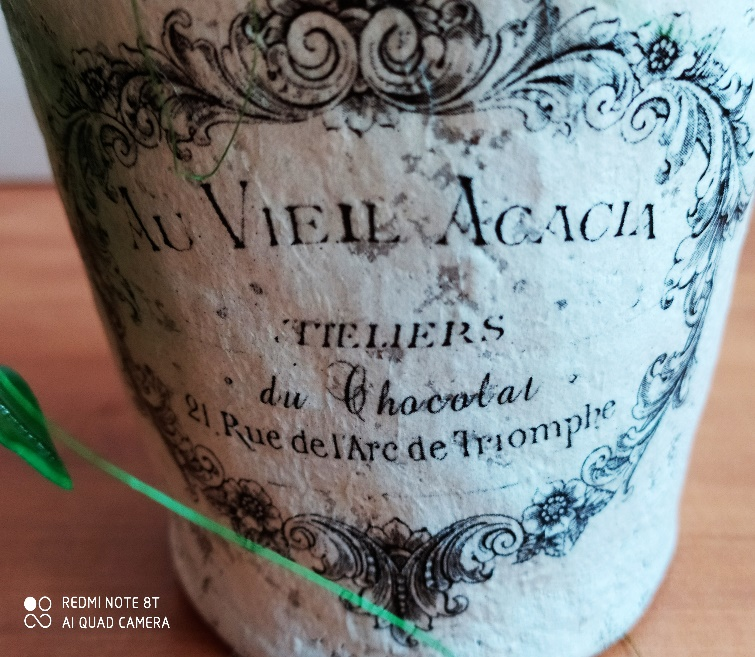 AU VIEIL ACACIA
ATELIERS
du Chocolat
21. Rue de l'Arc de Triomphe
REDMI NOTE 8T
AI QUAD CAMERA